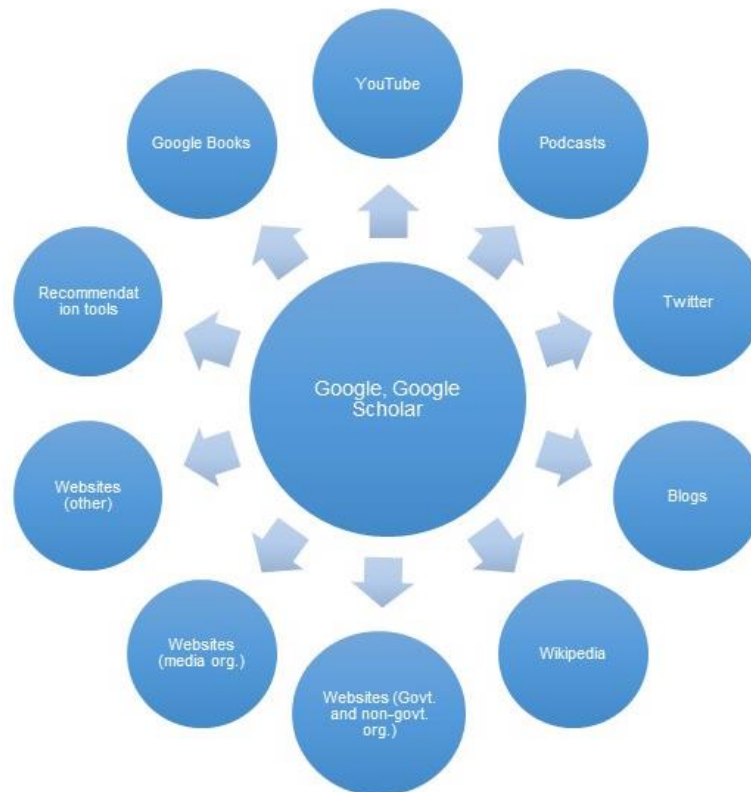 YouTube
Podcasts
Twitter
Blogs
Wikipedia
Websites (Govt.
and non-govt.
org.)
Websites
(media org.)
Websites
(other)
Recommendat
ion tools
Google Books
Google, Google
Scholar